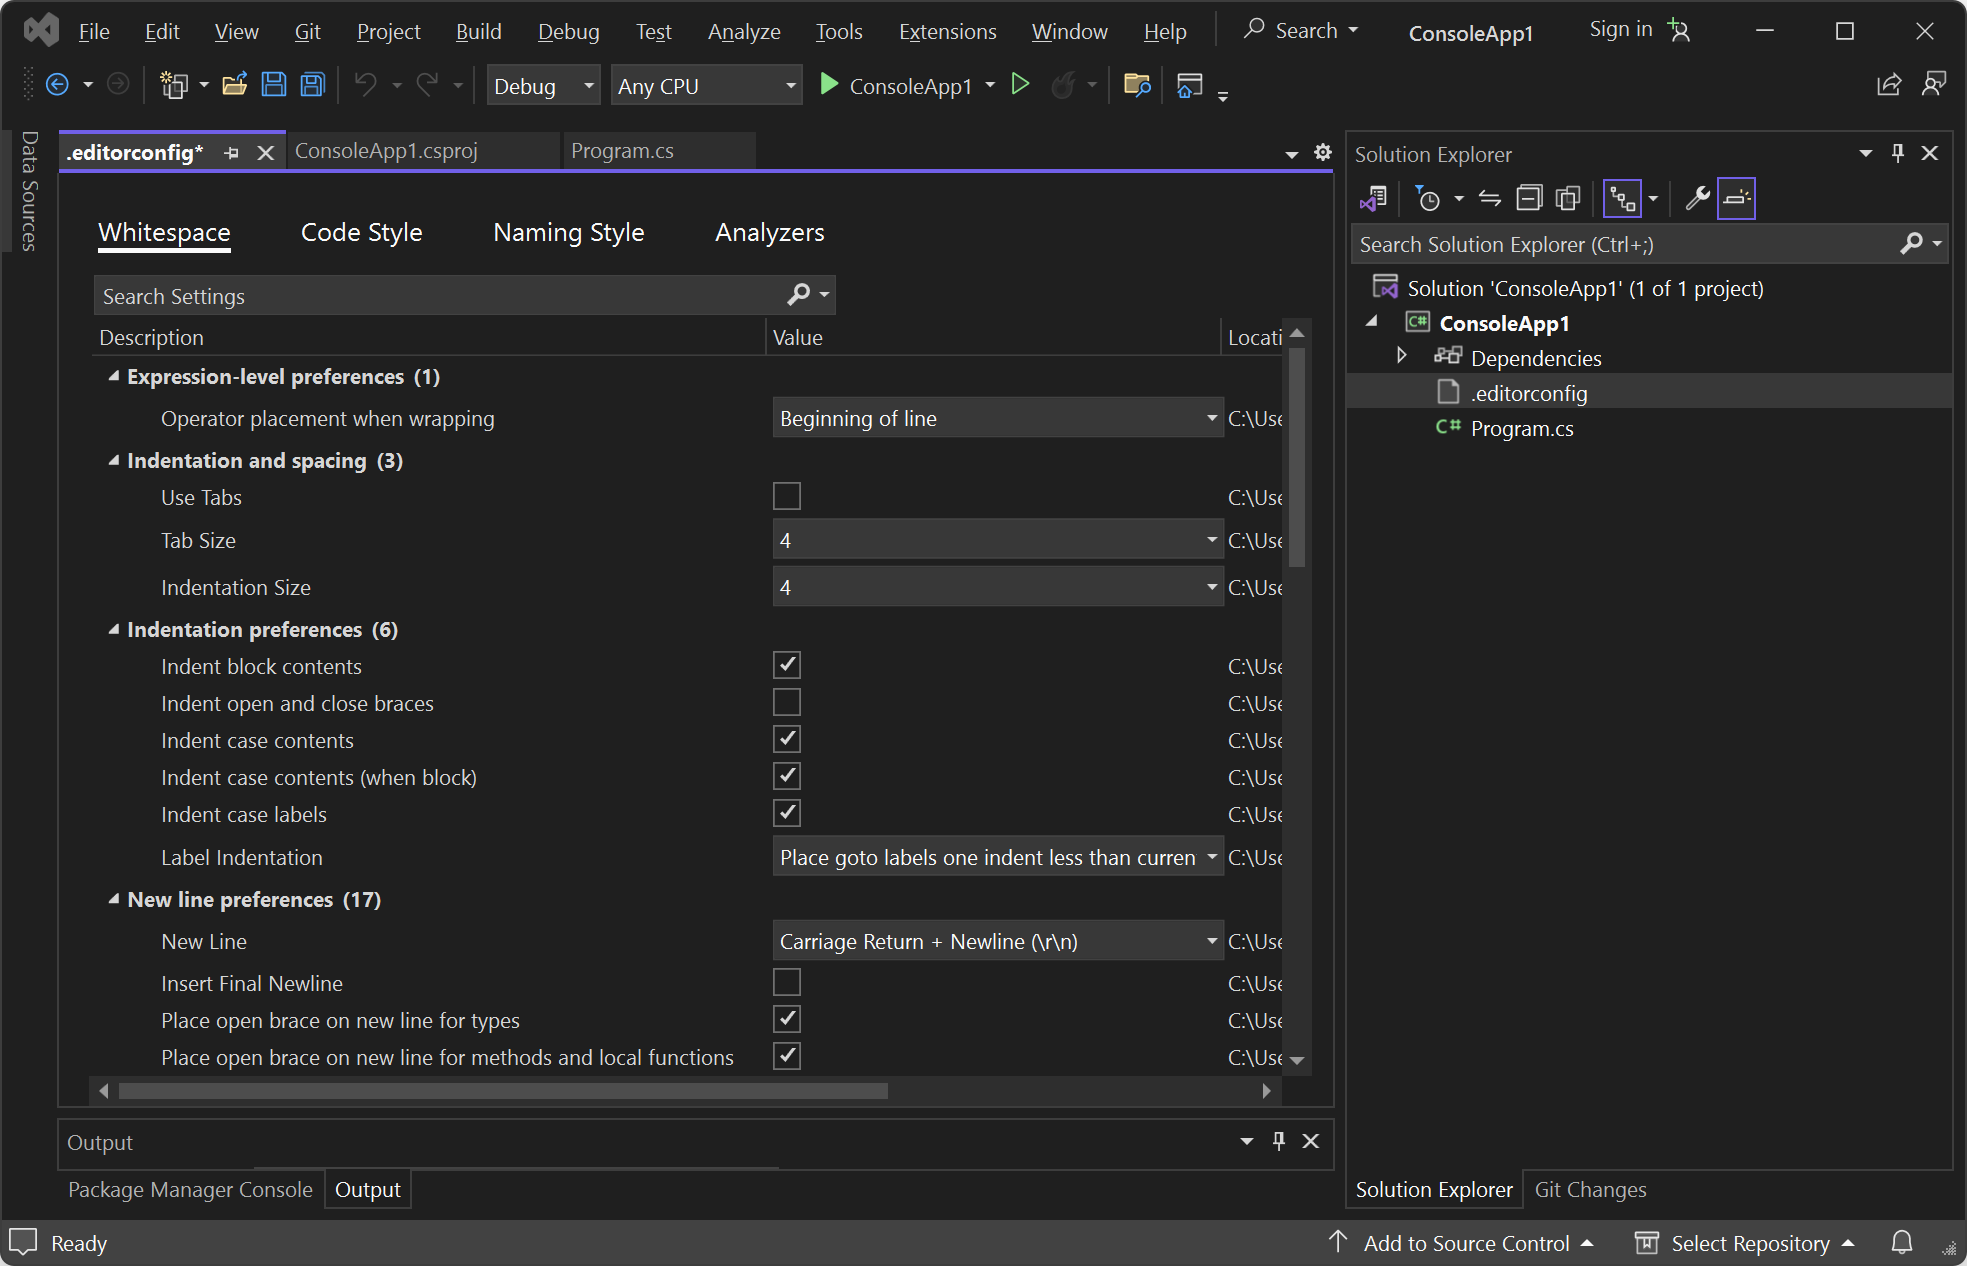 File Edit View Git Project Build Debug Test Analyze Tools Extensions Window Help Search ConsoleApp1 Sign in
Debug Any CPU ConsoleApp1
Data Sources
.editorconfig* ConsoleApp1.csproj Program.cs
Whitespace Code Style Naming Style Analyzers
Search Settings
Description Value Locati
Expression-level preferences (1)
Operator placement when wrapping Beginning of line C:\Use
Indentation and spacing (3)
Use Tabs C:\Use
Tab Size 4 C:\Use
Indentation Size 4 C:\Use
Indentation preferences (6)
Indent block contents C:\Use
Indent open and close braces C:\Use
Indent case contents C:\Use
Indent case contents (when block) C:\Use
Indent case labels C:\Use
Label Indentation Place goto labels one indent less than curren C:\Use
New line preferences (17)
New Line Carriage Return + Newline (\r\n) C:\Use
Insert Final Newline C:\Use
Place open brace on new line for types C:\Use
Place open brace on new line for methods and local functions C:\Use
Output
Package Manager Console Output
Solution Explorer
Search Solution Explorer (Ctrl+;)
Solution 'ConsoleApp1' (1 of 1 project)
C# ConsoleApp1
Dependencies
.editorconfig
C# Program.cs
Solution Explorer Git Changes
Ready Add to Source Control Select Repository